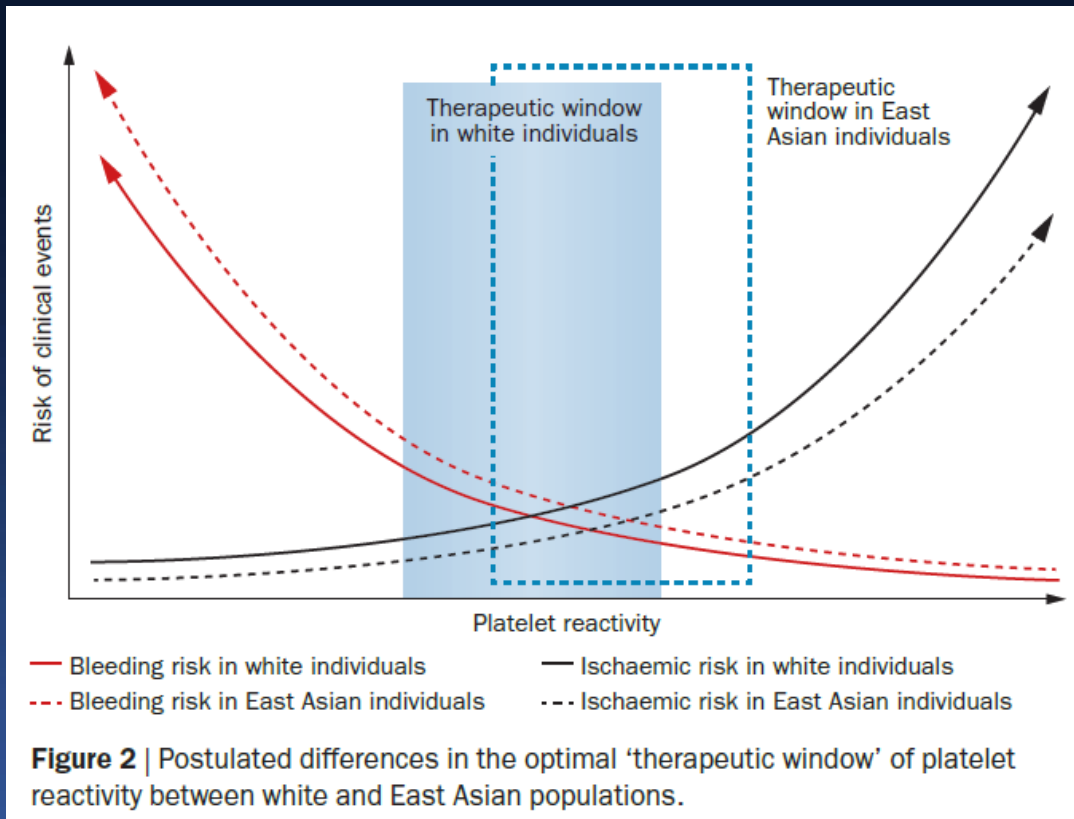 Therapeutic window
in white individuals
Therapeutic
window in East
Asian individuals
Risk of clinical events
Platelet reactivity
Bleeding risk in white individuals
Ischaemic risk in white individuals
Bleeding risk in East Asian individuals
Ischaemic risk in East Asian individuals
Figure 2 | Postulated differences in the optimal ‘therapeutic window’ of platelet
reactivity between white and East Asian populations.